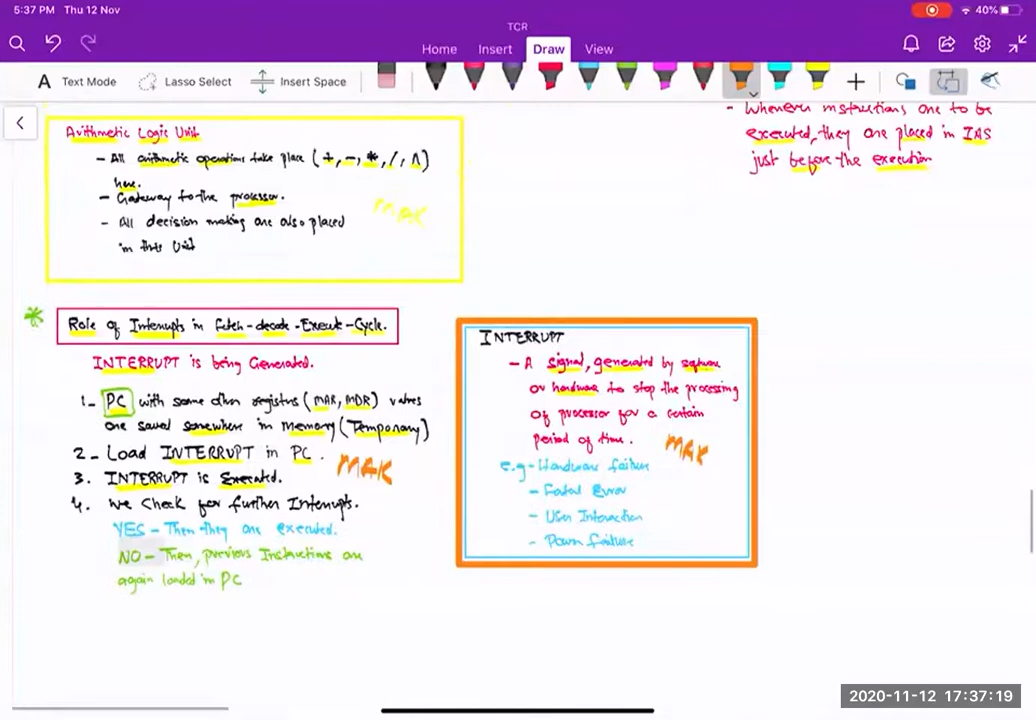 5:37 PM Thu 12 Nov
40%
TCR
Home Insert Draw View
A Text Mode Lasso Select Insert Space
- Whenever instructions are to be
executed, they are placed in IAS
just before the execution
Arithmetic Logic Unit
- All arithmetic operations take place (+, -, *, /, ^)
here.
- Gateway to the processor.
- All decision making are also placed
in this Unit
MAK
* Role of Interrupts in Fetch-decode-Execute-Cycle.
INTERRUPT is being Generated.
1- PC with some other registers (MAR, MDR) values
are saved somewhere in memory (Temporary)
2- Load INTERRUPT in PC.
3. INTERRUPT is Executed.
MAK
4. We Check for further Interrupts.
YES - Then they are executed.
NO - Then, previous Instructions are
again loaded in PC
INTERRUPT
- A signal, generated by software
or hardware to stop the processing
of processor for a certain
period of time.
MAK
e.g - Hardware failure
- Fatal Error
- User Interaction
- Power failure
2020-11-12 17:37:19